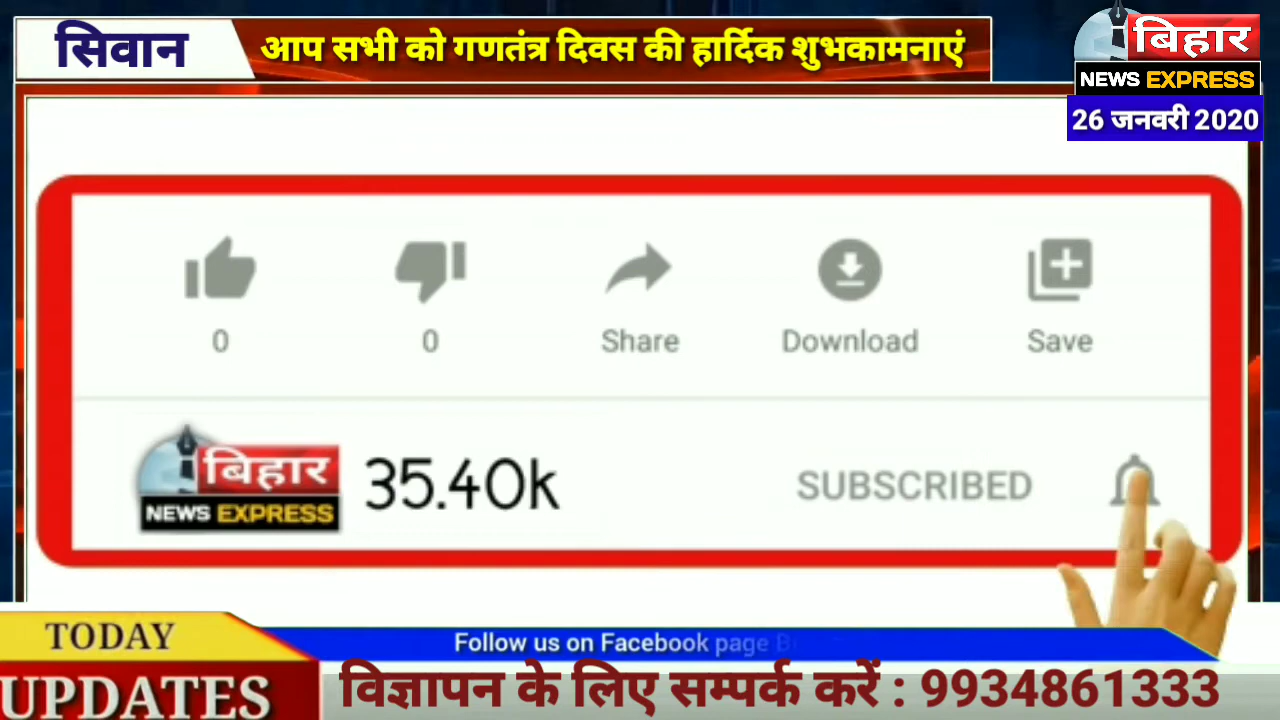 सिवान
आप सभी को गणतंत्र दिवस की हार्दिक शुभकामनाएं
बिहार
NEWS EXPRESS
26 जनवरी 2020
0
0
Share
Download
Save
बिहार
NEWS EXPRESS
35.40k
SUBSCRIBED
TODAY
Follow us on Facebook page
UPDATES
विज्ञापन के लिए सम्पर्क करें : 9934861333